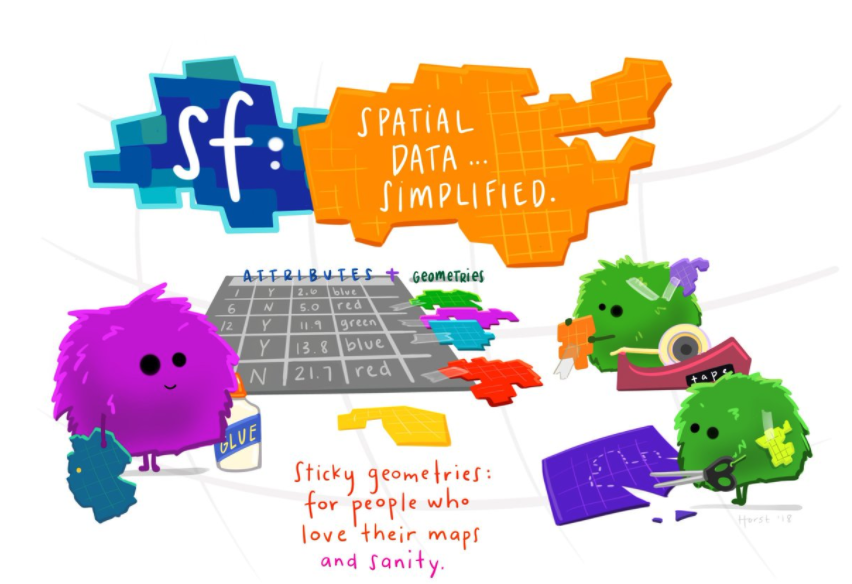 sf:
SPATIAL
DATA ...
SIMPLIFIED.
ATTRIBUTES + GEOMETRIES
1 Y 2.6 blue
6 N 5.0 red
12 Y 11.9 green
Y 13.8 blue
N 21.7 red
tape
GLUE
Sticky geometries:
for people who
love their maps
and sanity.
Horst '18